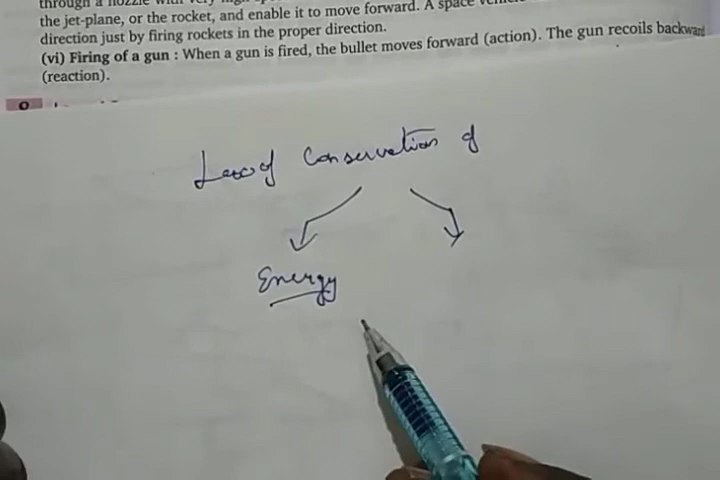 the jet-plane, or the rocket, and enable it to move forward. A space
direction just by firing rockets in the proper direction.
(vi) Firing of a gun : When a gun is fired, the bullet moves forward (action). The gun recoils backward
(reaction).
Law of Conservation of
Energy